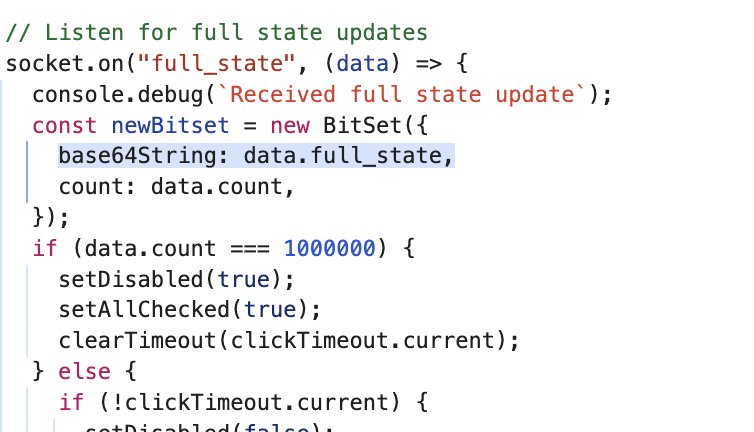 // Listen for full state updates
socket.on("full_state", (data) => {
console.debug(`Received full state update`);
const newBitset = new BitSet({
base64String: data.full_state,
count: data.count,
});
if (data.count === 1000000) {
setDisabled(true);
setAllChecked(true);
clearTimeout(clickTimeout.current);
} else {
if (!clickTimeout.current) {
setDisabled(false);